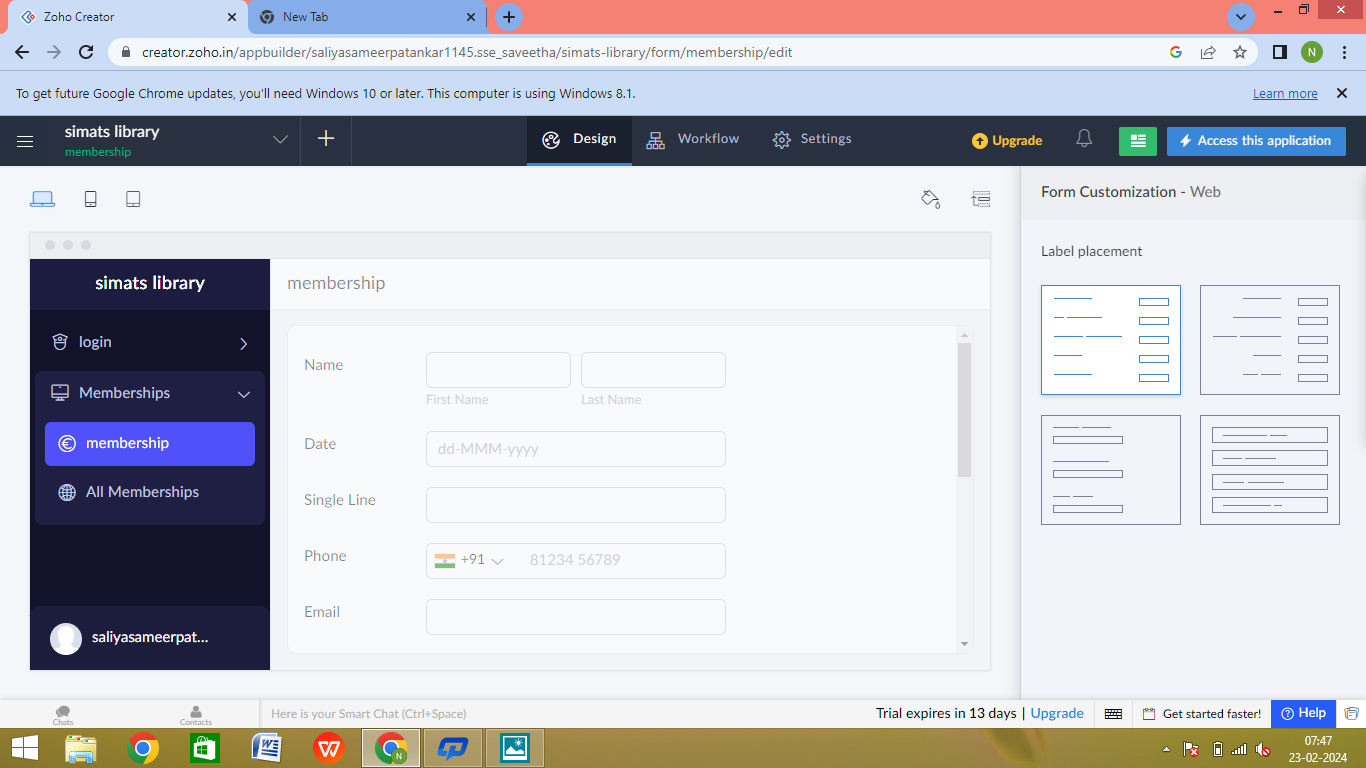 Zoho Creator
New Tab
creator.zoho.in/appbuilder/saliyasameerpatankar1145.sse_saveetha/simats-library/form/membership/edit
N
To get future Google Chrome updates, you'll need Windows 10 or later. This computer is using Windows 8.1.
Learn more
simats library
membership
Design
Workflow
Settings
Upgrade
Access this application
Form Customization - Web
Label placement
simats library
login
Memberships
membership
All Memberships
saliyasameerpat...
membership
Name
First Name
Last Name
Date
dd-MMM-yyyy
Single Line
Phone
+91
81234 56789
Email
Chats
Contacts
Here is your Smart Chat (Ctrl+Space)
Trial expires in 13 days | Upgrade
Get started faster!
Help
07:47
23-02-2024